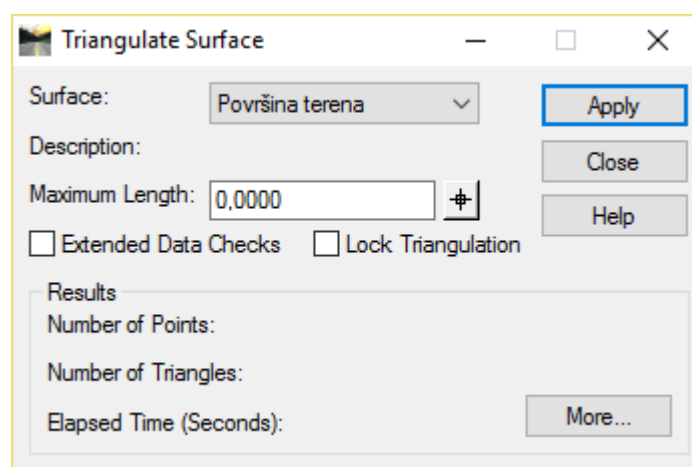 Triangulate Surface
Surface: Površina terena Apply
Description: Close
Maximum Length: 0,0000 Help
Extended Data Checks Lock Triangulation
Results
Number of Points:
Number of Triangles:
Elapsed Time (Seconds): More...